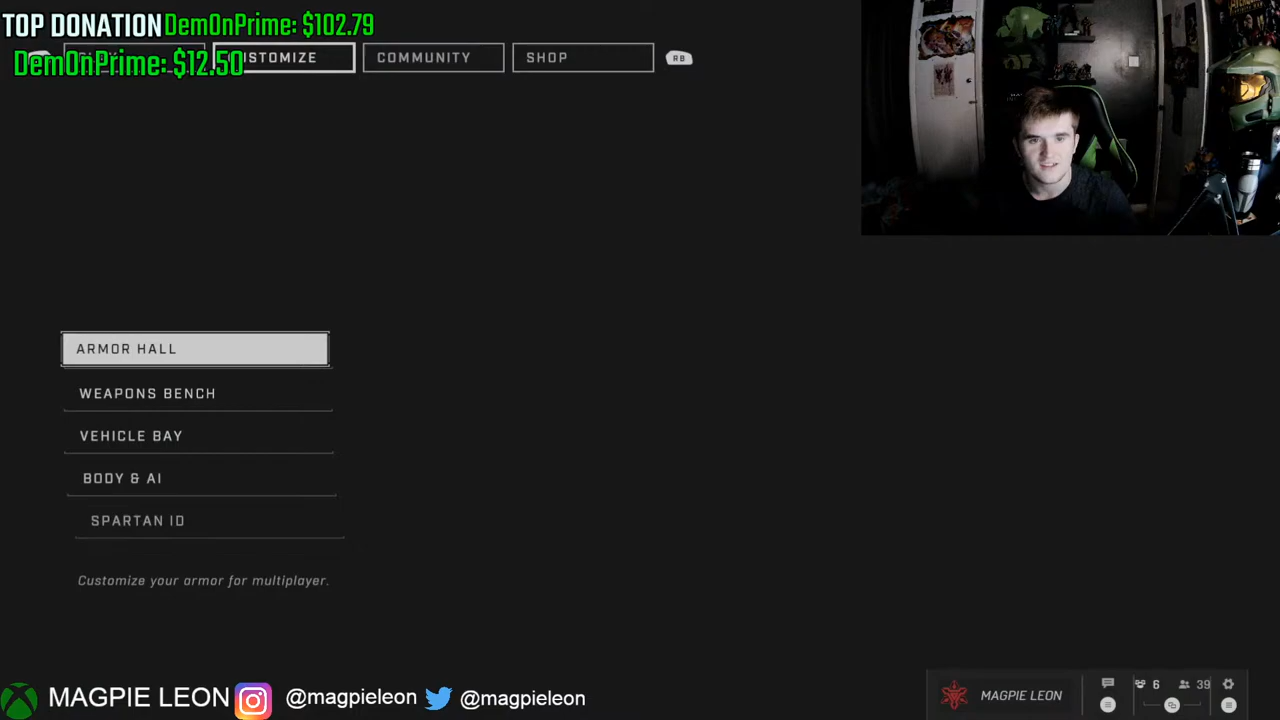 TOP DONATION DemOnPrime: $102.79
DemOnPrime: $12.50
USTOMIZE
COMMUNITY
SHOP
RB
ARMOR HALL
WEAPONS BENCH
VEHICLE BAY
BODY & AI
SPARTAN ID
Customize your armor for multiplayer.
MAGPIE LEON @magpieleon @magpieleon
MAGPIE LEON
6
39